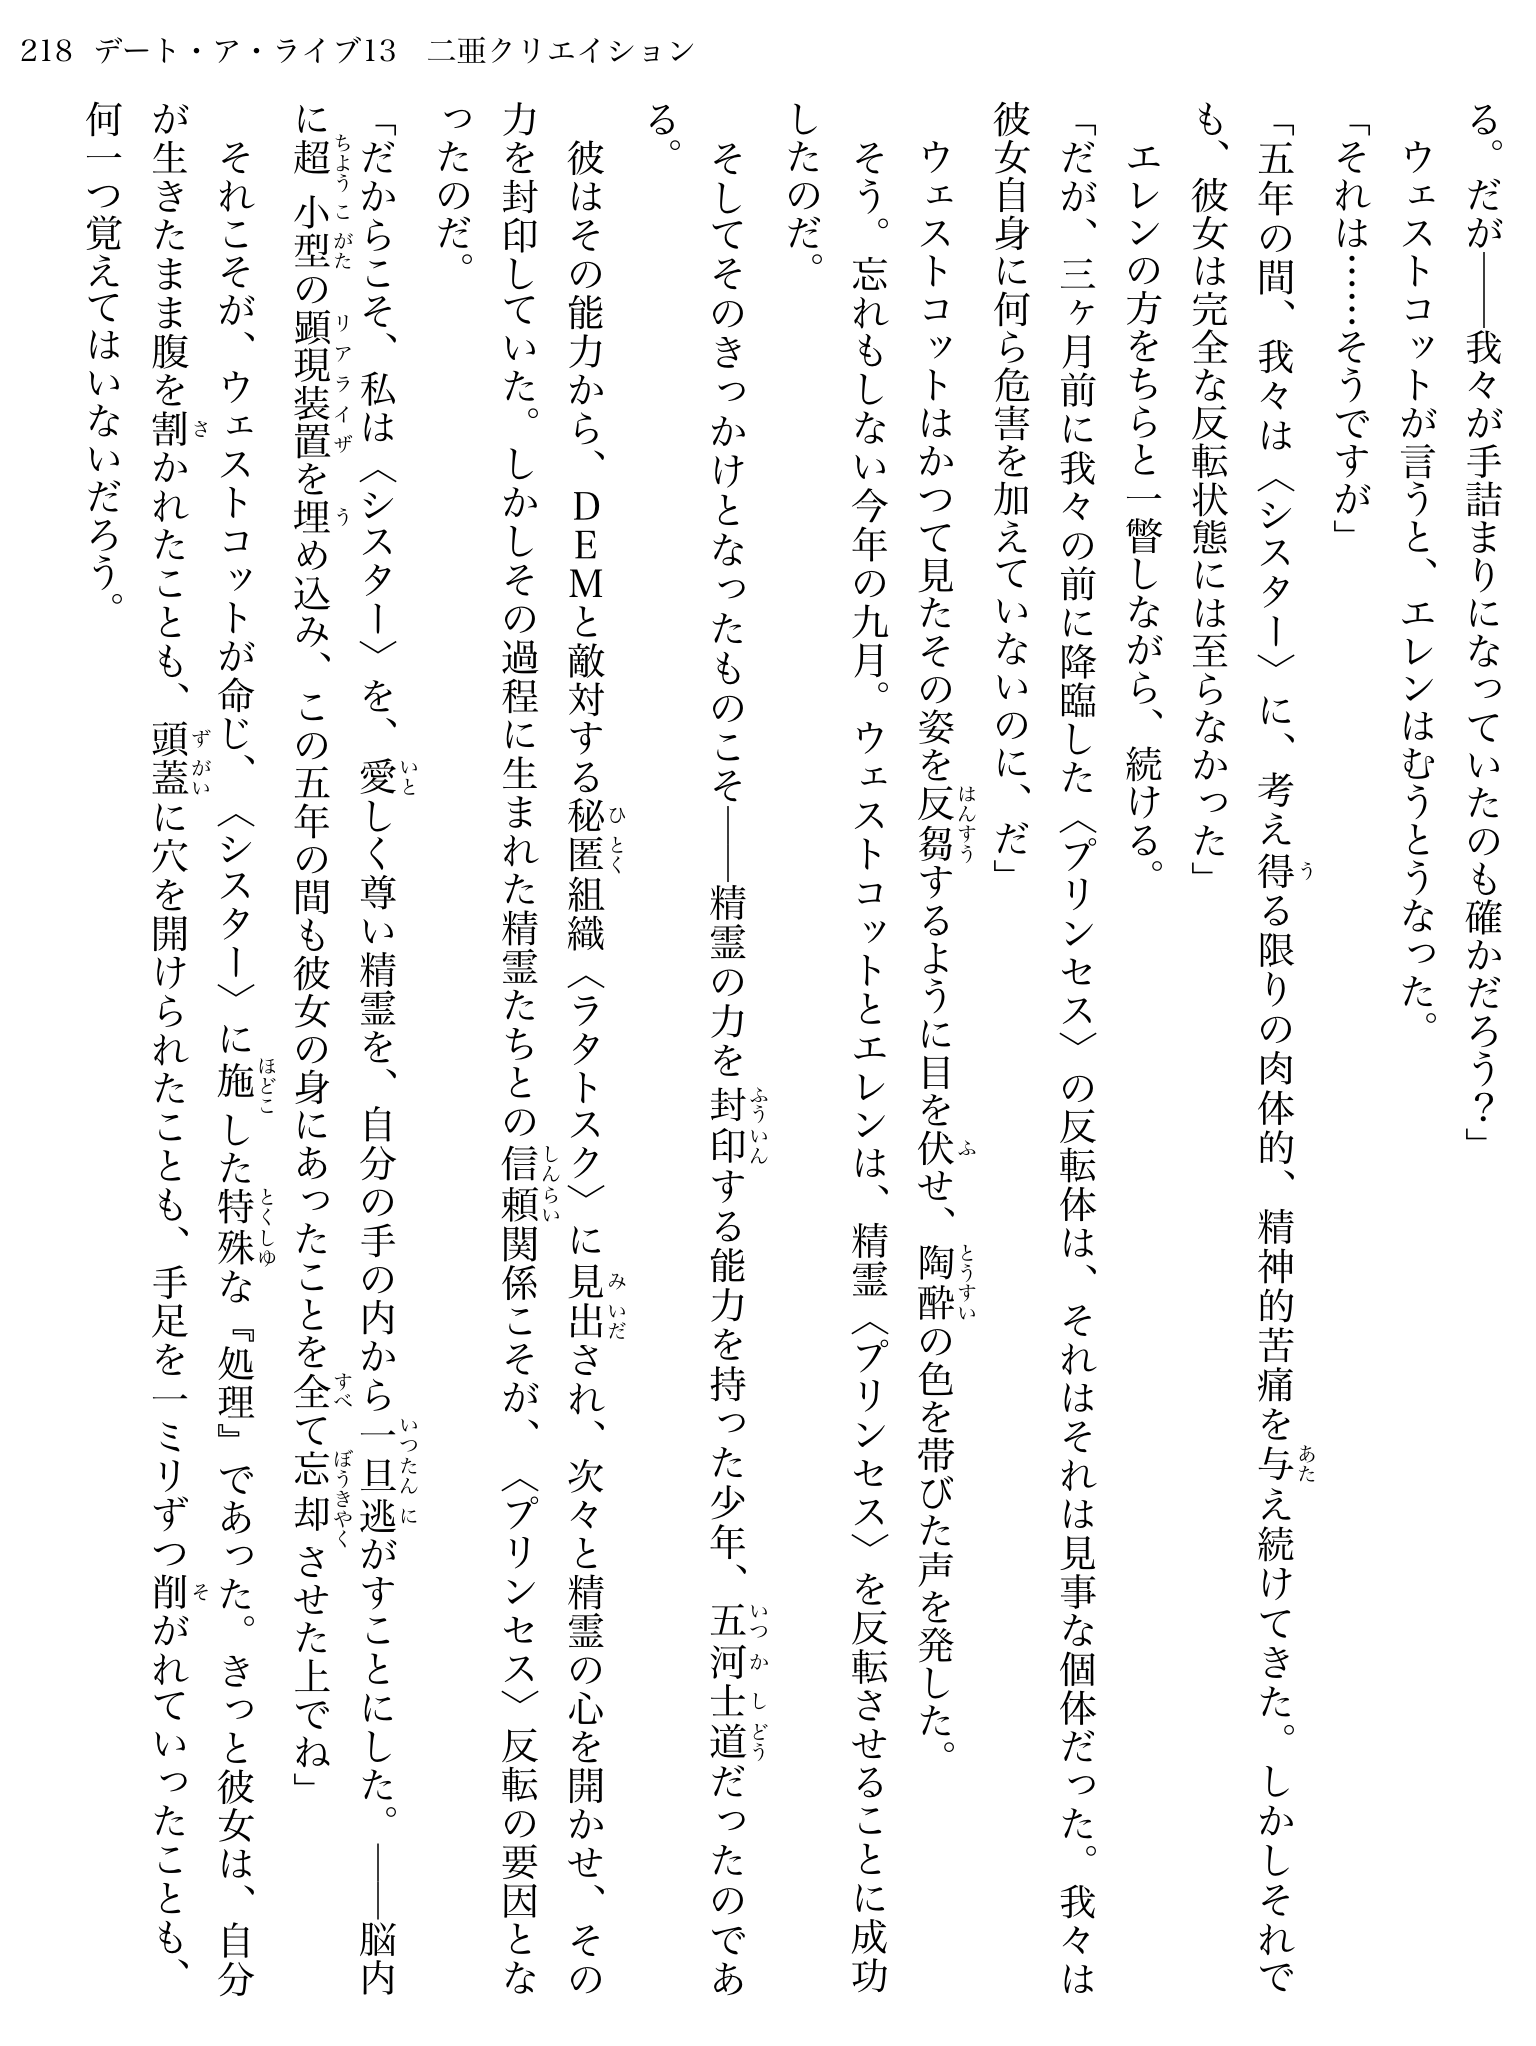 218 デート・ア・ライブ13　二亜クリエイション
る。だが――我々が手詰まりになっていたのも確かだろう？」
　ウェストコットが言うと、エレンはむうとうなった。
「それは……そうですが」
「五年の間、我々は〈シスター〉に、考え得る限りの肉体的、精神的苦痛を与え続けてきた。しかしそれで
も、彼女は完全な反転状態には至らなかった」
　エレンの方をちらと一瞥しながら、続ける。
「だが、三ヶ月前に我々の前に降臨した〈プリンセス〉の反転体は、それはそれは見事な個体だった。我々は
彼女自身に何ら危害を加えていないのに、だ」
　ウェストコットはかつて見たその姿を反芻するように目を伏せ、陶酔の色を帯びた声を発した。
　そう。忘れもしない今年の九月。ウェストコットとエレンは、精霊〈プリンセス〉を反転させることに成功
したのだ。
　そしてそのきっかけとなったものこそ――精霊の力を封印する能力を持った少年、五河士道だったのであ
る。
　彼はその能力から、ＤＥＭと敵対する秘匿組織〈ラタトスク〉に見出され、次々と精霊の心を開かせ、その
力を封印していた。しかしその過程に生まれた精霊たちとの信頼関係こそが、〈プリンセス〉反転の要因とな
ったのだ。
「だからこそ、私は〈シスター〉を、愛しく尊い精霊を、自分の手の内から一旦逃がすことにした。――脳内
に超小型の顕現装置を埋め込み、この五年の間も彼女の身にあったことを全て忘却させた上でね」
　それこそが、ウェストコットが命じ、〈シスター〉に施した特殊な『処理』であった。きっと彼女は、自分
が生きたまま腹を割かれたことも、頭蓋に穴を開けられたことも、手足を一ミリずつ削がれていったことも、
何一つ覚えてはいないだろう。